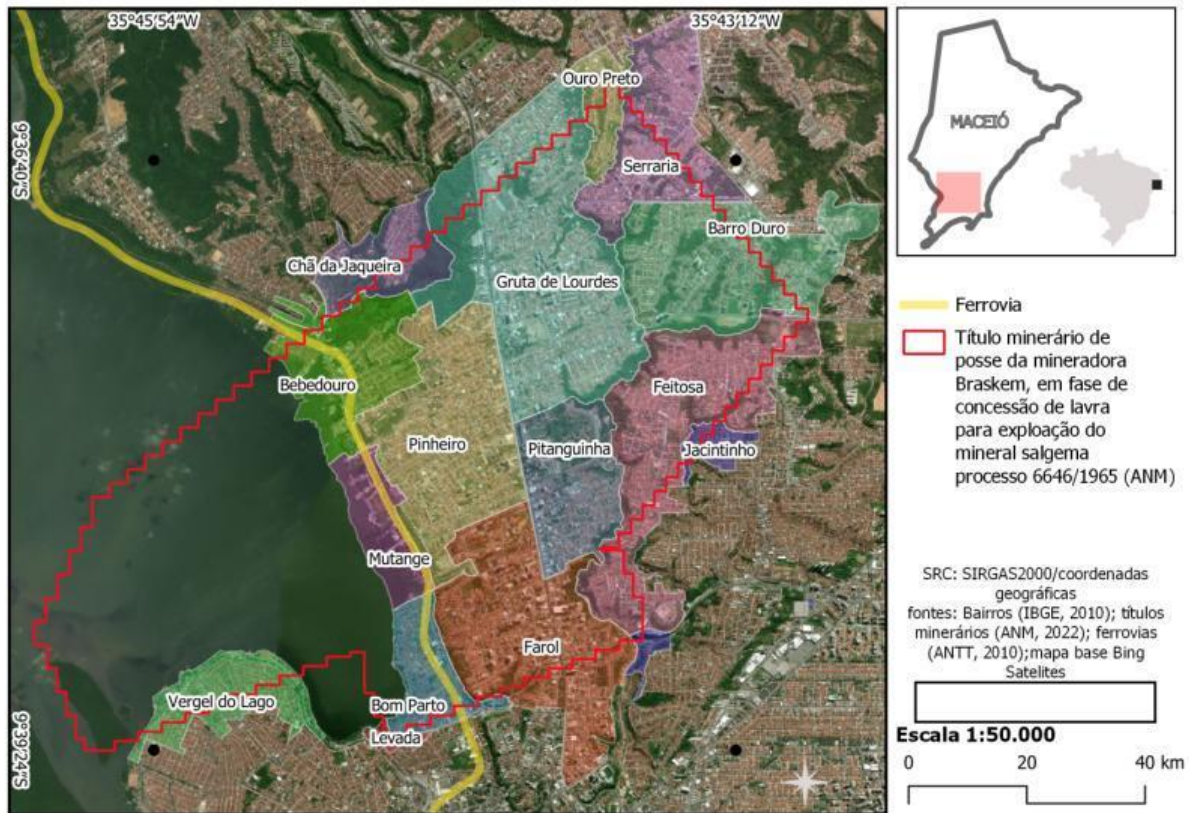 35°45'54"W
35°43'12"W
Ouro Preto
9°36'40"S
Serraria
Barro Duro
Chã da Jaqueira
Gruta de Lourdes
Bebedouro
Feitosa
Pinheiro
Pitanguinha
Jacintinho
Mutange
Farol
Vergel do Lago
Bom Parto
Levada
9°39'24"S
MACEIÓ
Ferrovia
Título minerário de
posse da mineradora
Braskem, em fase de
concessão de lavra
para exploação do
mineral salgema
processo 6646/1965 (ANM)
SRC: SIRGAS2000/coordenadas
geográficas
fontes: Bairros (IBGE, 2010); títulos
minerários (ANM, 2022); ferrovias
(ANTT, 2010);mapa base Bing
Satelites
Escala 1:50.000
0 20 40 km